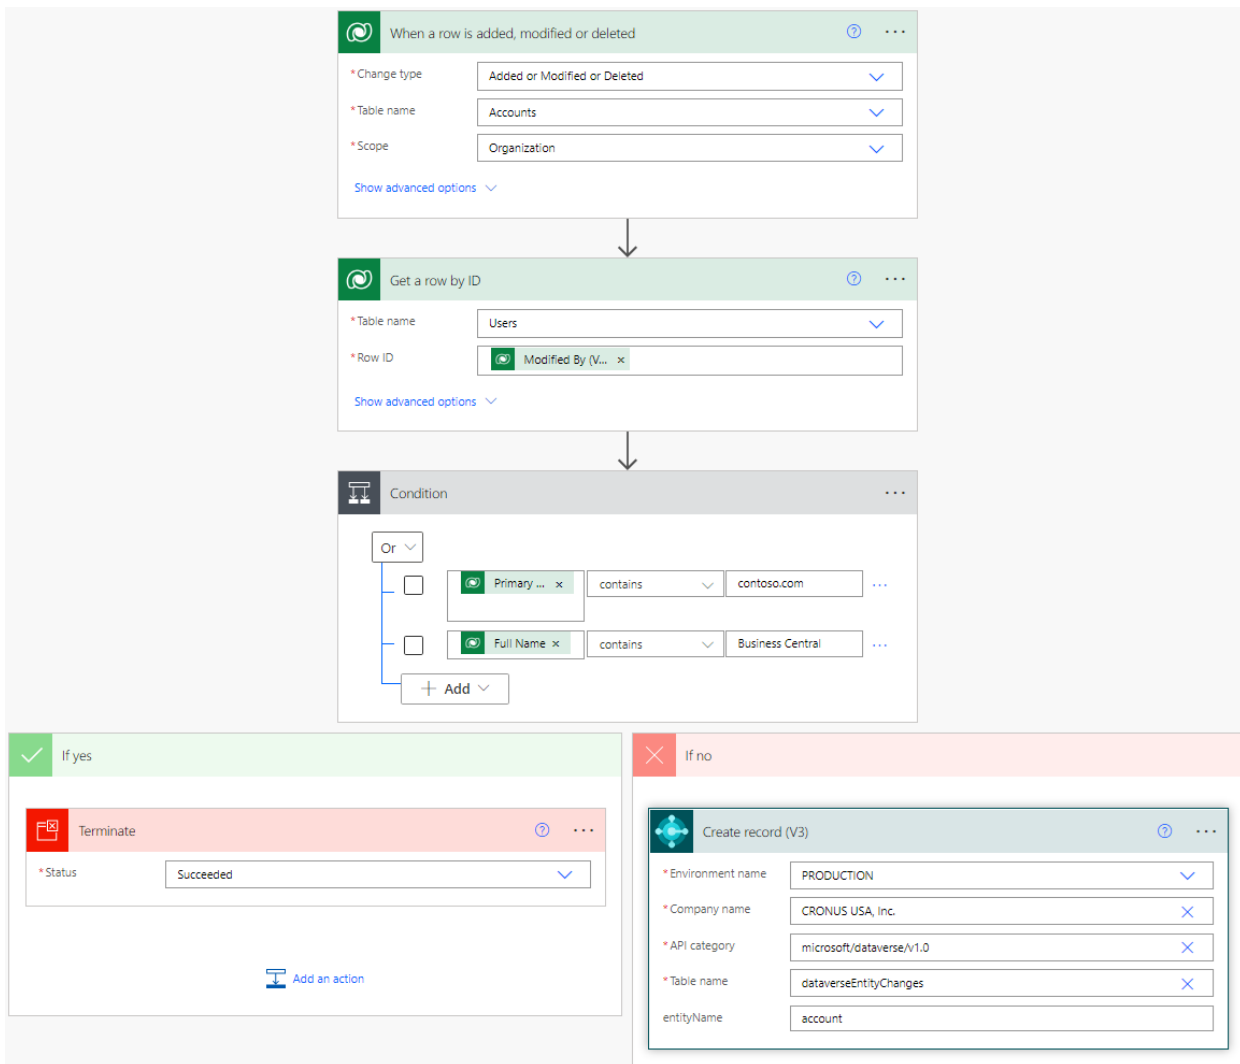 When a row is added, modified or deleted
* Change type
Added or Modified or Deleted
* Table name
Accounts
* Scope
Organization
Show advanced options
Get a row by ID
* Table name
Users
* Row ID
Modified By (V... ×
Show advanced options
Condition
Or
Primary ... × contains contoso.com
Full Name × contains Business Central
Add
If yes
Terminate
* Status
Succeeded
Add an action
If no
Create record (V3)
* Environment name
PRODUCTION
* Company name
CRONUS USA, Inc.
* API category
microsoft/dataverse/v1.0
* Table name
dataverseEntityChanges
entityName
account